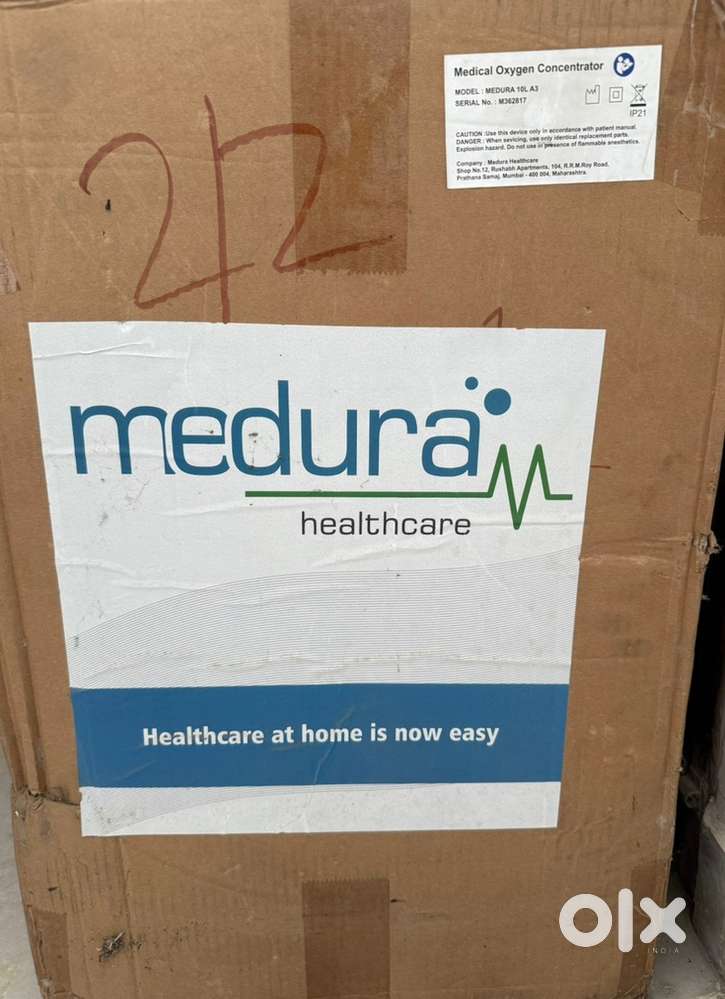 Medical Oxygen Concentrator
MODEL : MEDURA 10L A3
SERIAL No. : M362817
IP21
CAUTION :Use this device only in accordance with patient manual.
DANGER : When servicing, use only identical replacement parts.
Explosion hazard. Do not use in presence of flammable anesthetics.
Company : Medura Healthcare
Shop No.12, Rushabh Apartments, 104, R.R.M.Roy Road,
Prathana Samaj, Mumbai - 400 004, Maharashtra.
212
medura
healthcare
Healthcare at home is now easy
olx
INDIA